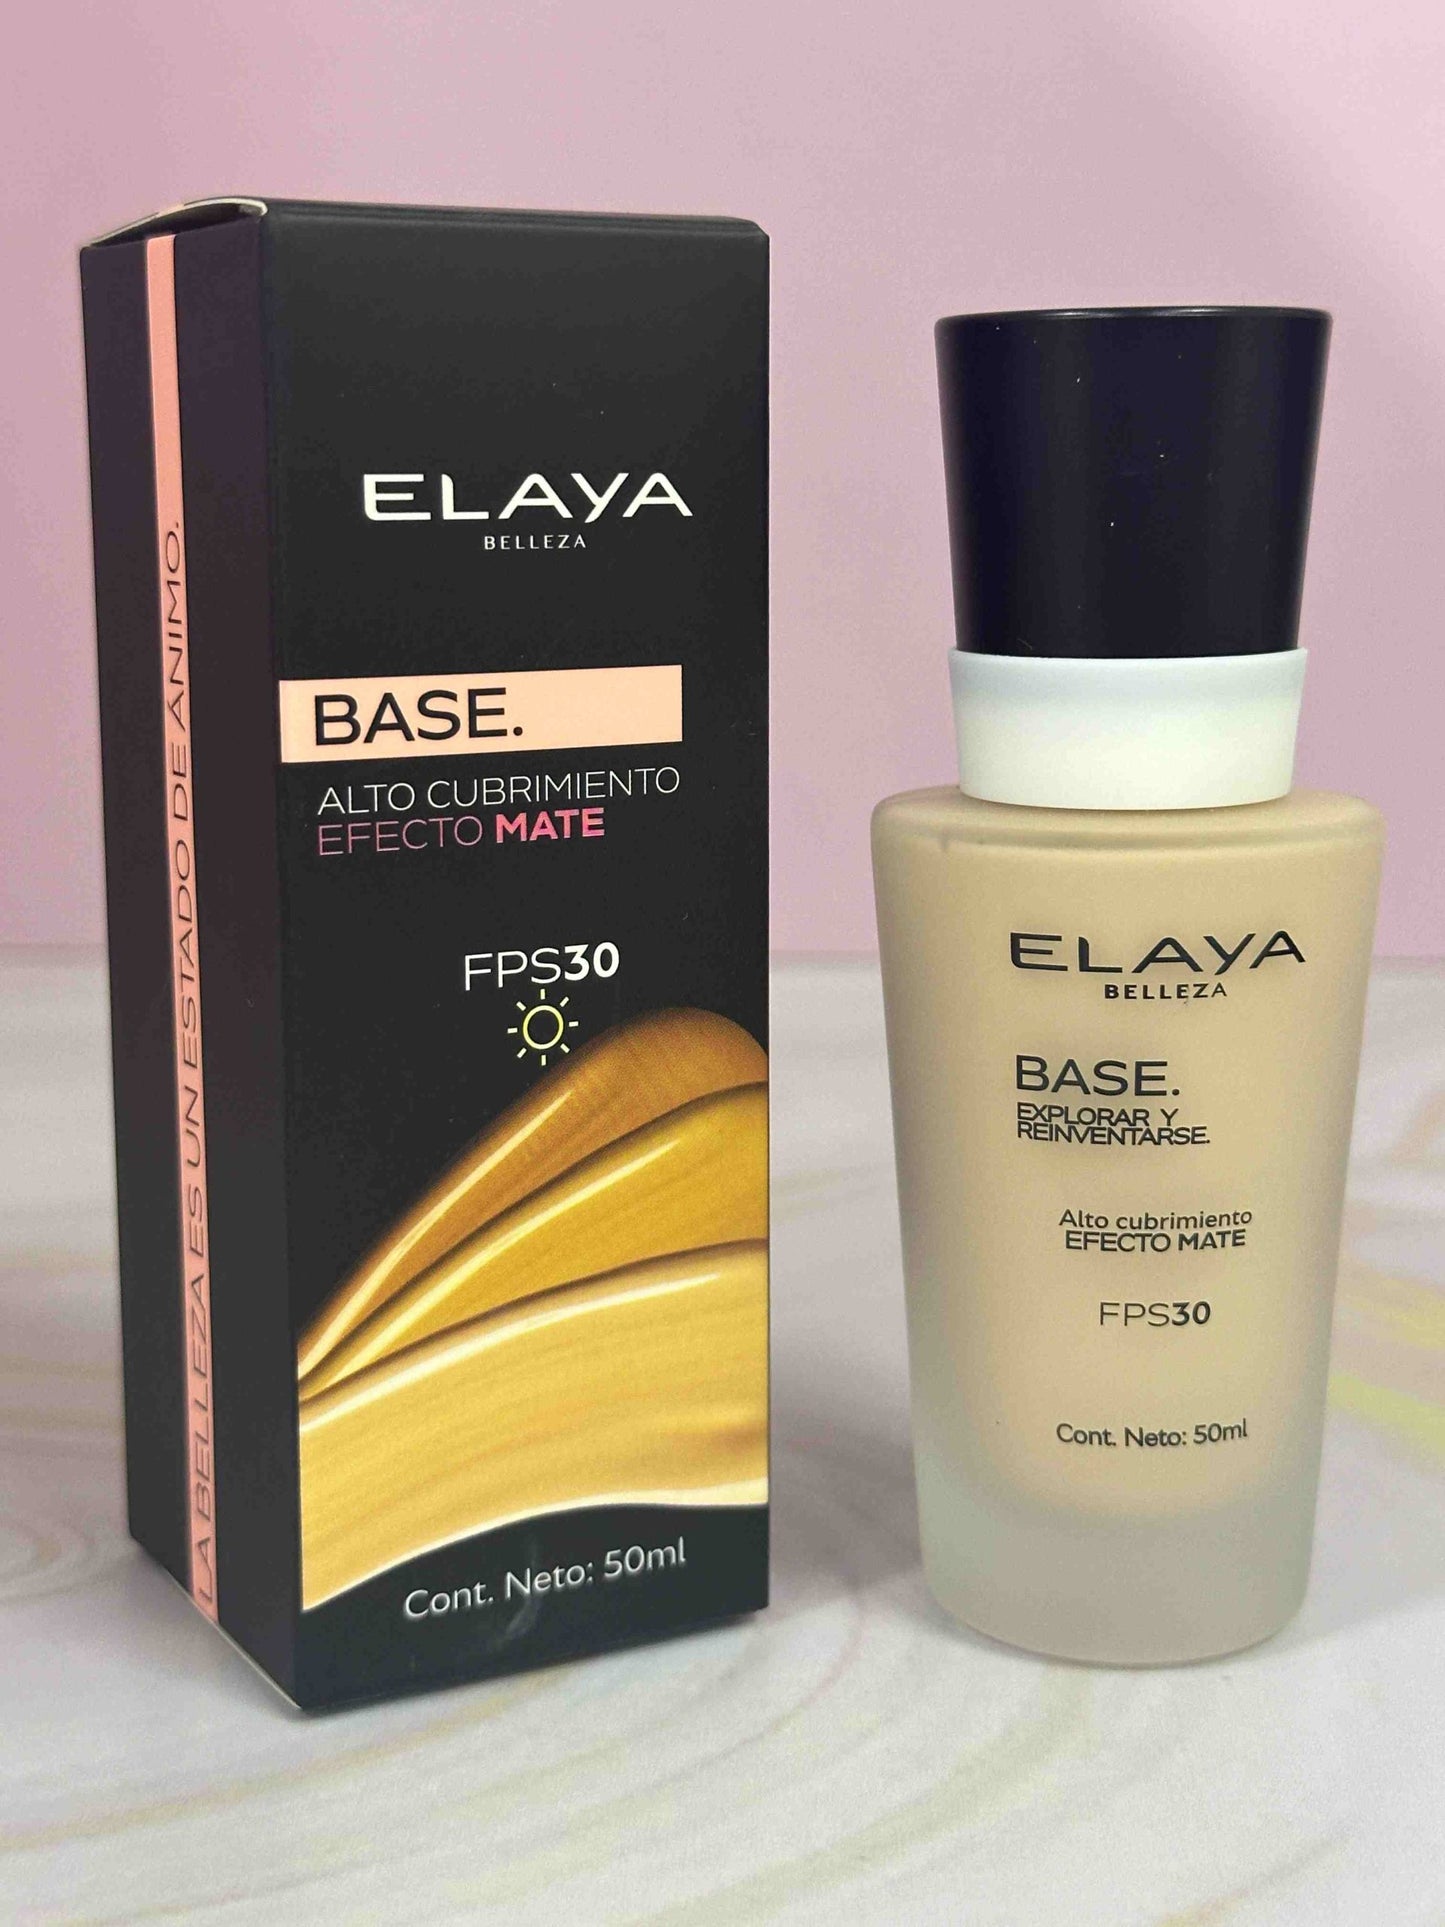 LA BELLEZA ES UN ESTADO DE ÁNIMO.
ELAYA
BELLEZA
BASE.
ALTO CUBRIMIENTO
EFECTO MATE
FPS30
Cont. Neto: 50ml
ELAYA
BELLEZA
BASE.
EXPLORAR Y
REINVENTARSE.
Alto cubrimiento
EFECTO MATE
FPS30
Cont. Neto: 50ml